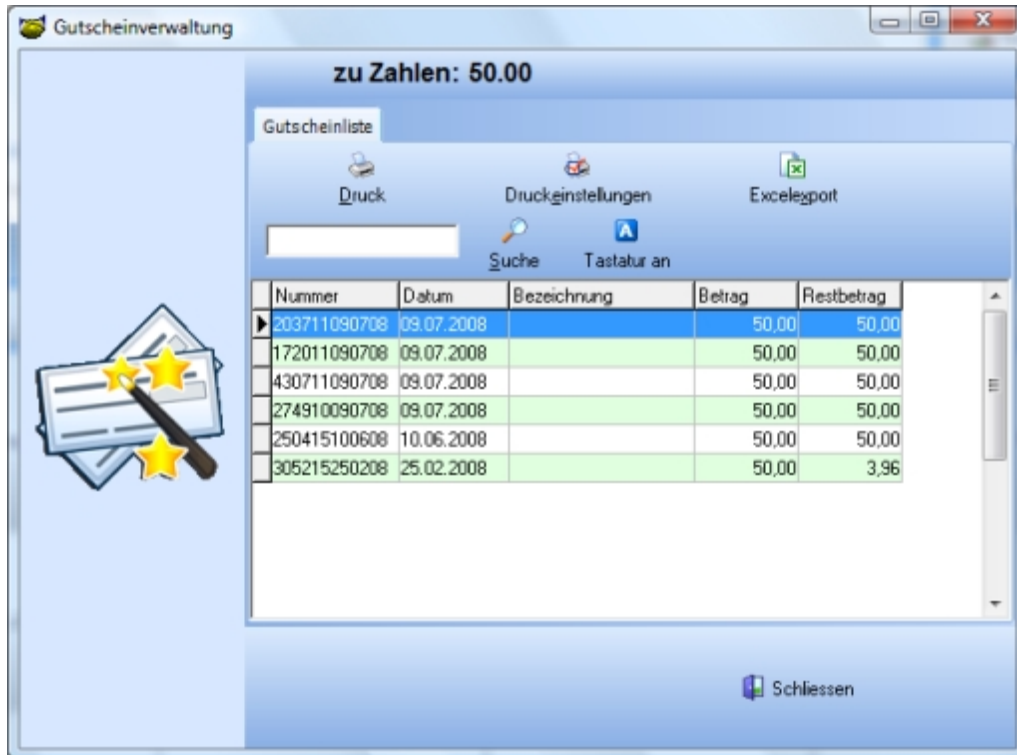 Gutscheinverwaltung
zu Zahlen: 50.00
Gutscheinliste
Druck Druckeinstellungen Excelexport
Suche Tastatur an
Nummer Datum Bezeichnung Betrag Restbetrag
203711090708 09.07.2008 50,00 50,00
172011090708 09.07.2008 50,00 50,00
430711090708 09.07.2008 50,00 50,00
274910090708 09.07.2008 50,00 50,00
250415100608 10.06.2008 50,00 50,00
305215250208 25.02.2008 50,00 3,96
Schliessen